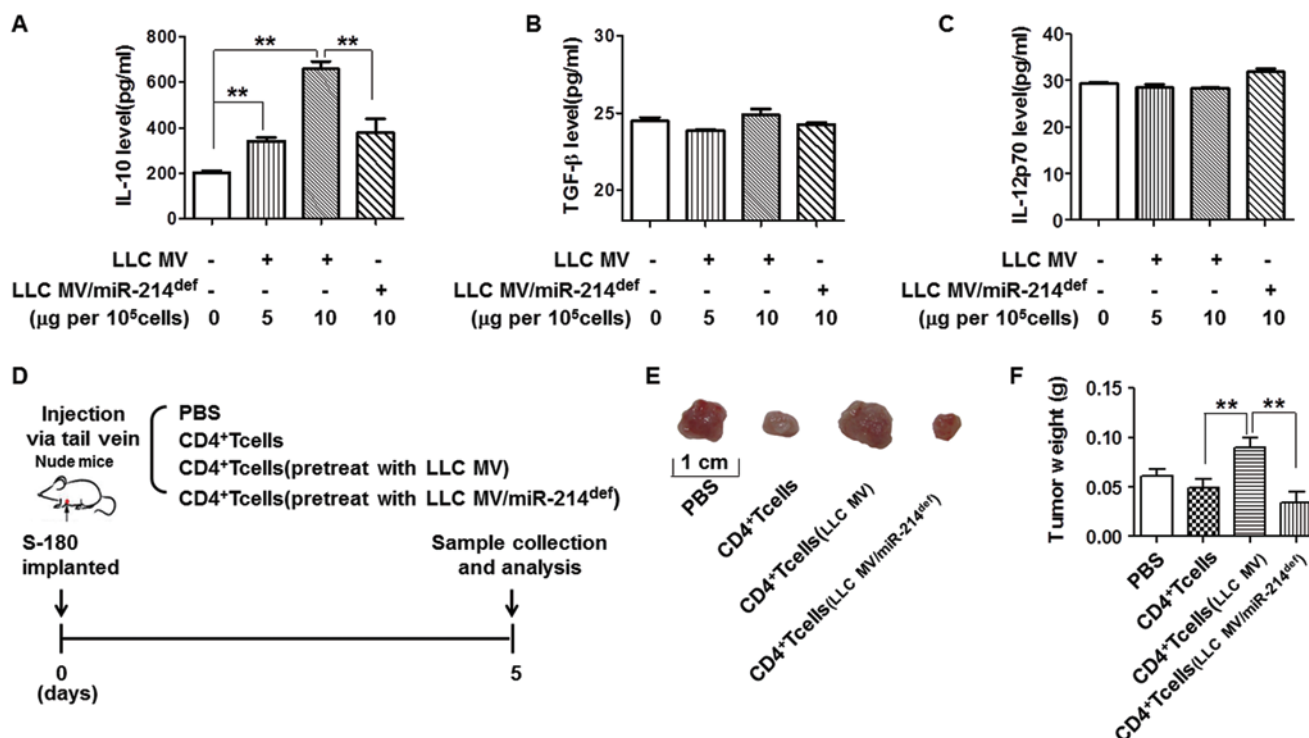 A
IL-10 level(pg/ml)
800
600
400
200
0
** ** **
LLC MV - + + -
LLC MV/miR-214def - - - +
(μg per 10⁵cells) 0 5 10 10
B
TGF-β level(pg/ml)
30
25
20
LLC MV - + + -
LLC MV/miR-214def - - - +
(μg per 10⁵cells) 0 5 10 10
C
IL-12p70 level(pg/ml)
40
30
20
10
0
LLC MV - + + -
LLC MV/miR-214def - - - +
(μg per 10⁵cells) 0 5 10 10
D
Injection
via tail vein
Nude mice
PBS
CD4⁺Tcells
CD4⁺Tcells(pretreat with LLC MV)
CD4⁺Tcells(pretreat with LLC MV/miR-214def)
S-180
implanted
Sample collection
and analysis
0
(days)
5
E
1 cm
PBS
CD4⁺Tcells
CD4⁺Tcells(LLC MV)
CD4⁺Tcells(LLC MV/miR-214def)
F
Tumor weight (g)
0.15
0.10
0.05
0.00
** **
PBS
CD4⁺Tcells
CD4⁺Tcells(LLC MV)
CD4⁺Tcells(LLC MV/miR-214def)